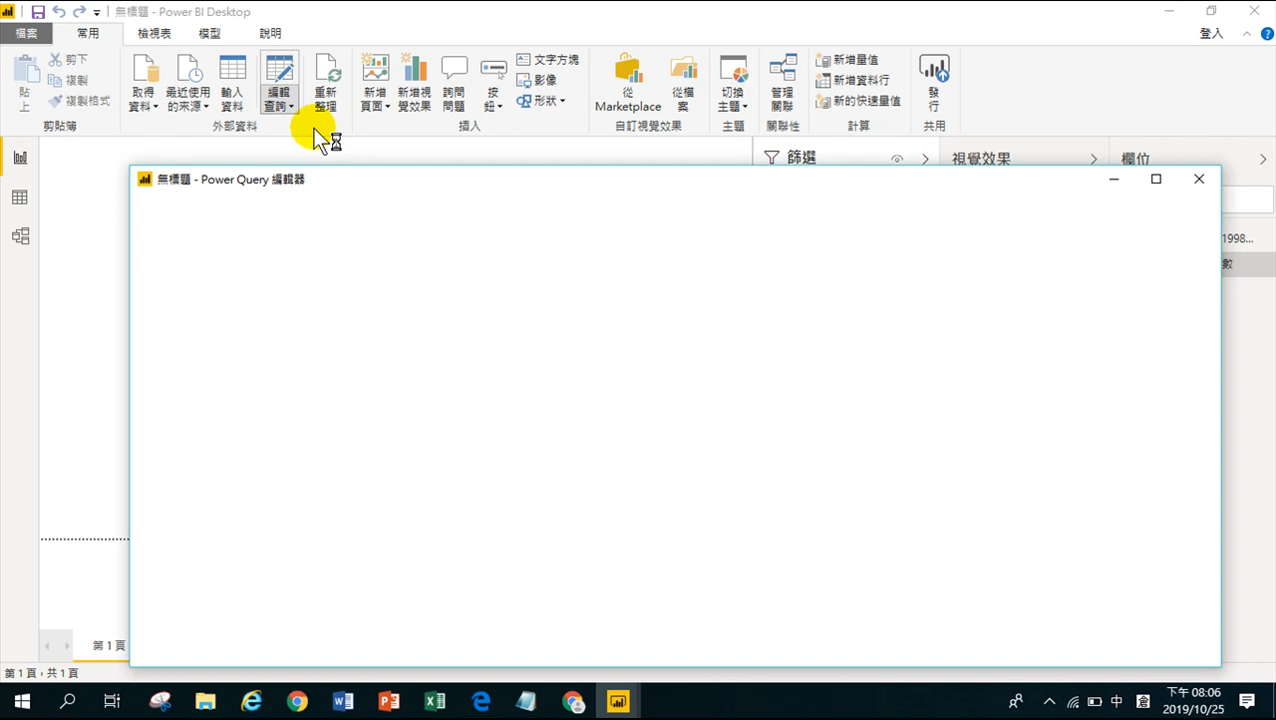 無標題 - Power BI Desktop
檔案
常用
檢視表
模型
說明
登入
貼上
剪下
複製
複製格式
剪貼簿
取得資料
最近使用的來源
輸入資料
編輯查詢
重新整理
外部資料
新增頁面
新增視覺效果
詢問問題
按鈕
文字方塊
影像
形狀
插入
從 Marketplace
從檔案
自訂視覺效果
切換主題
主題
管理關聯
關聯性
新增量值
新增資料行
新的快速量值
計算
發行
共用
篩選
視覺效果
欄位
無標題 - Power Query 編輯器
1998...
數
第 1 頁
第 1 頁，共 1 頁
中
倉
下午 08:06
2019/10/25